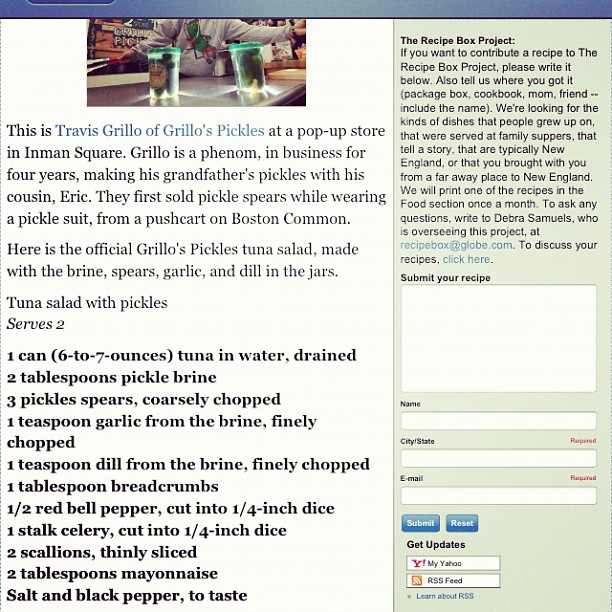 This is Travis Grillo of Grillo's Pickles at a pop-up store
in Inman Square. Grillo is a phenom, in business for
four years, making his grandfather's pickles with his
cousin, Eric. They first sold pickle spears while wearing
a pickle suit, from a pushcart on Boston Common.
Here is the official Grillo's Pickles tuna salad, made
with the brine, spears, garlic, and dill in the jars.
Tuna salad with pickles
Serves 2
1 can (6-to-7-ounces) tuna in water, drained
2 tablespoons pickle brine
3 pickles spears, coarsely chopped
1 teaspoon garlic from the brine, finely
chopped
1 teaspoon dill from the brine, finely chopped
1 tablespoon breadcrumbs
1/2 red bell pepper, cut into 1/4-inch dice
1 stalk celery, cut into 1/4-inch dice
2 scallions, thinly sliced
2 tablespoons mayonnaise
Salt and black pepper, to taste
The Recipe Box Project:
If you want to contribute a recipe to The
Recipe Box Project, please write it
below. Also tell us where you got it
(package box, cookbook, mom, friend --
include the name). We're looking for the
kinds of dishes that people grew up on,
that were served at family suppers, that
tell a story, that are typically New
England, or that you brought with you
from a far away place to New England.
We will print one of the recipes in the
Food section once a month. To ask any
questions, write to Debra Samuels, who
is overseeing this project, at
recipebox@globe.com. To discuss your
recipes, click here.
Submit your recipe
Name
City/State Required
E-mail Required
Submit Reset
Get Updates
Y! My Yahoo
RSS Feed
Learn about RSS